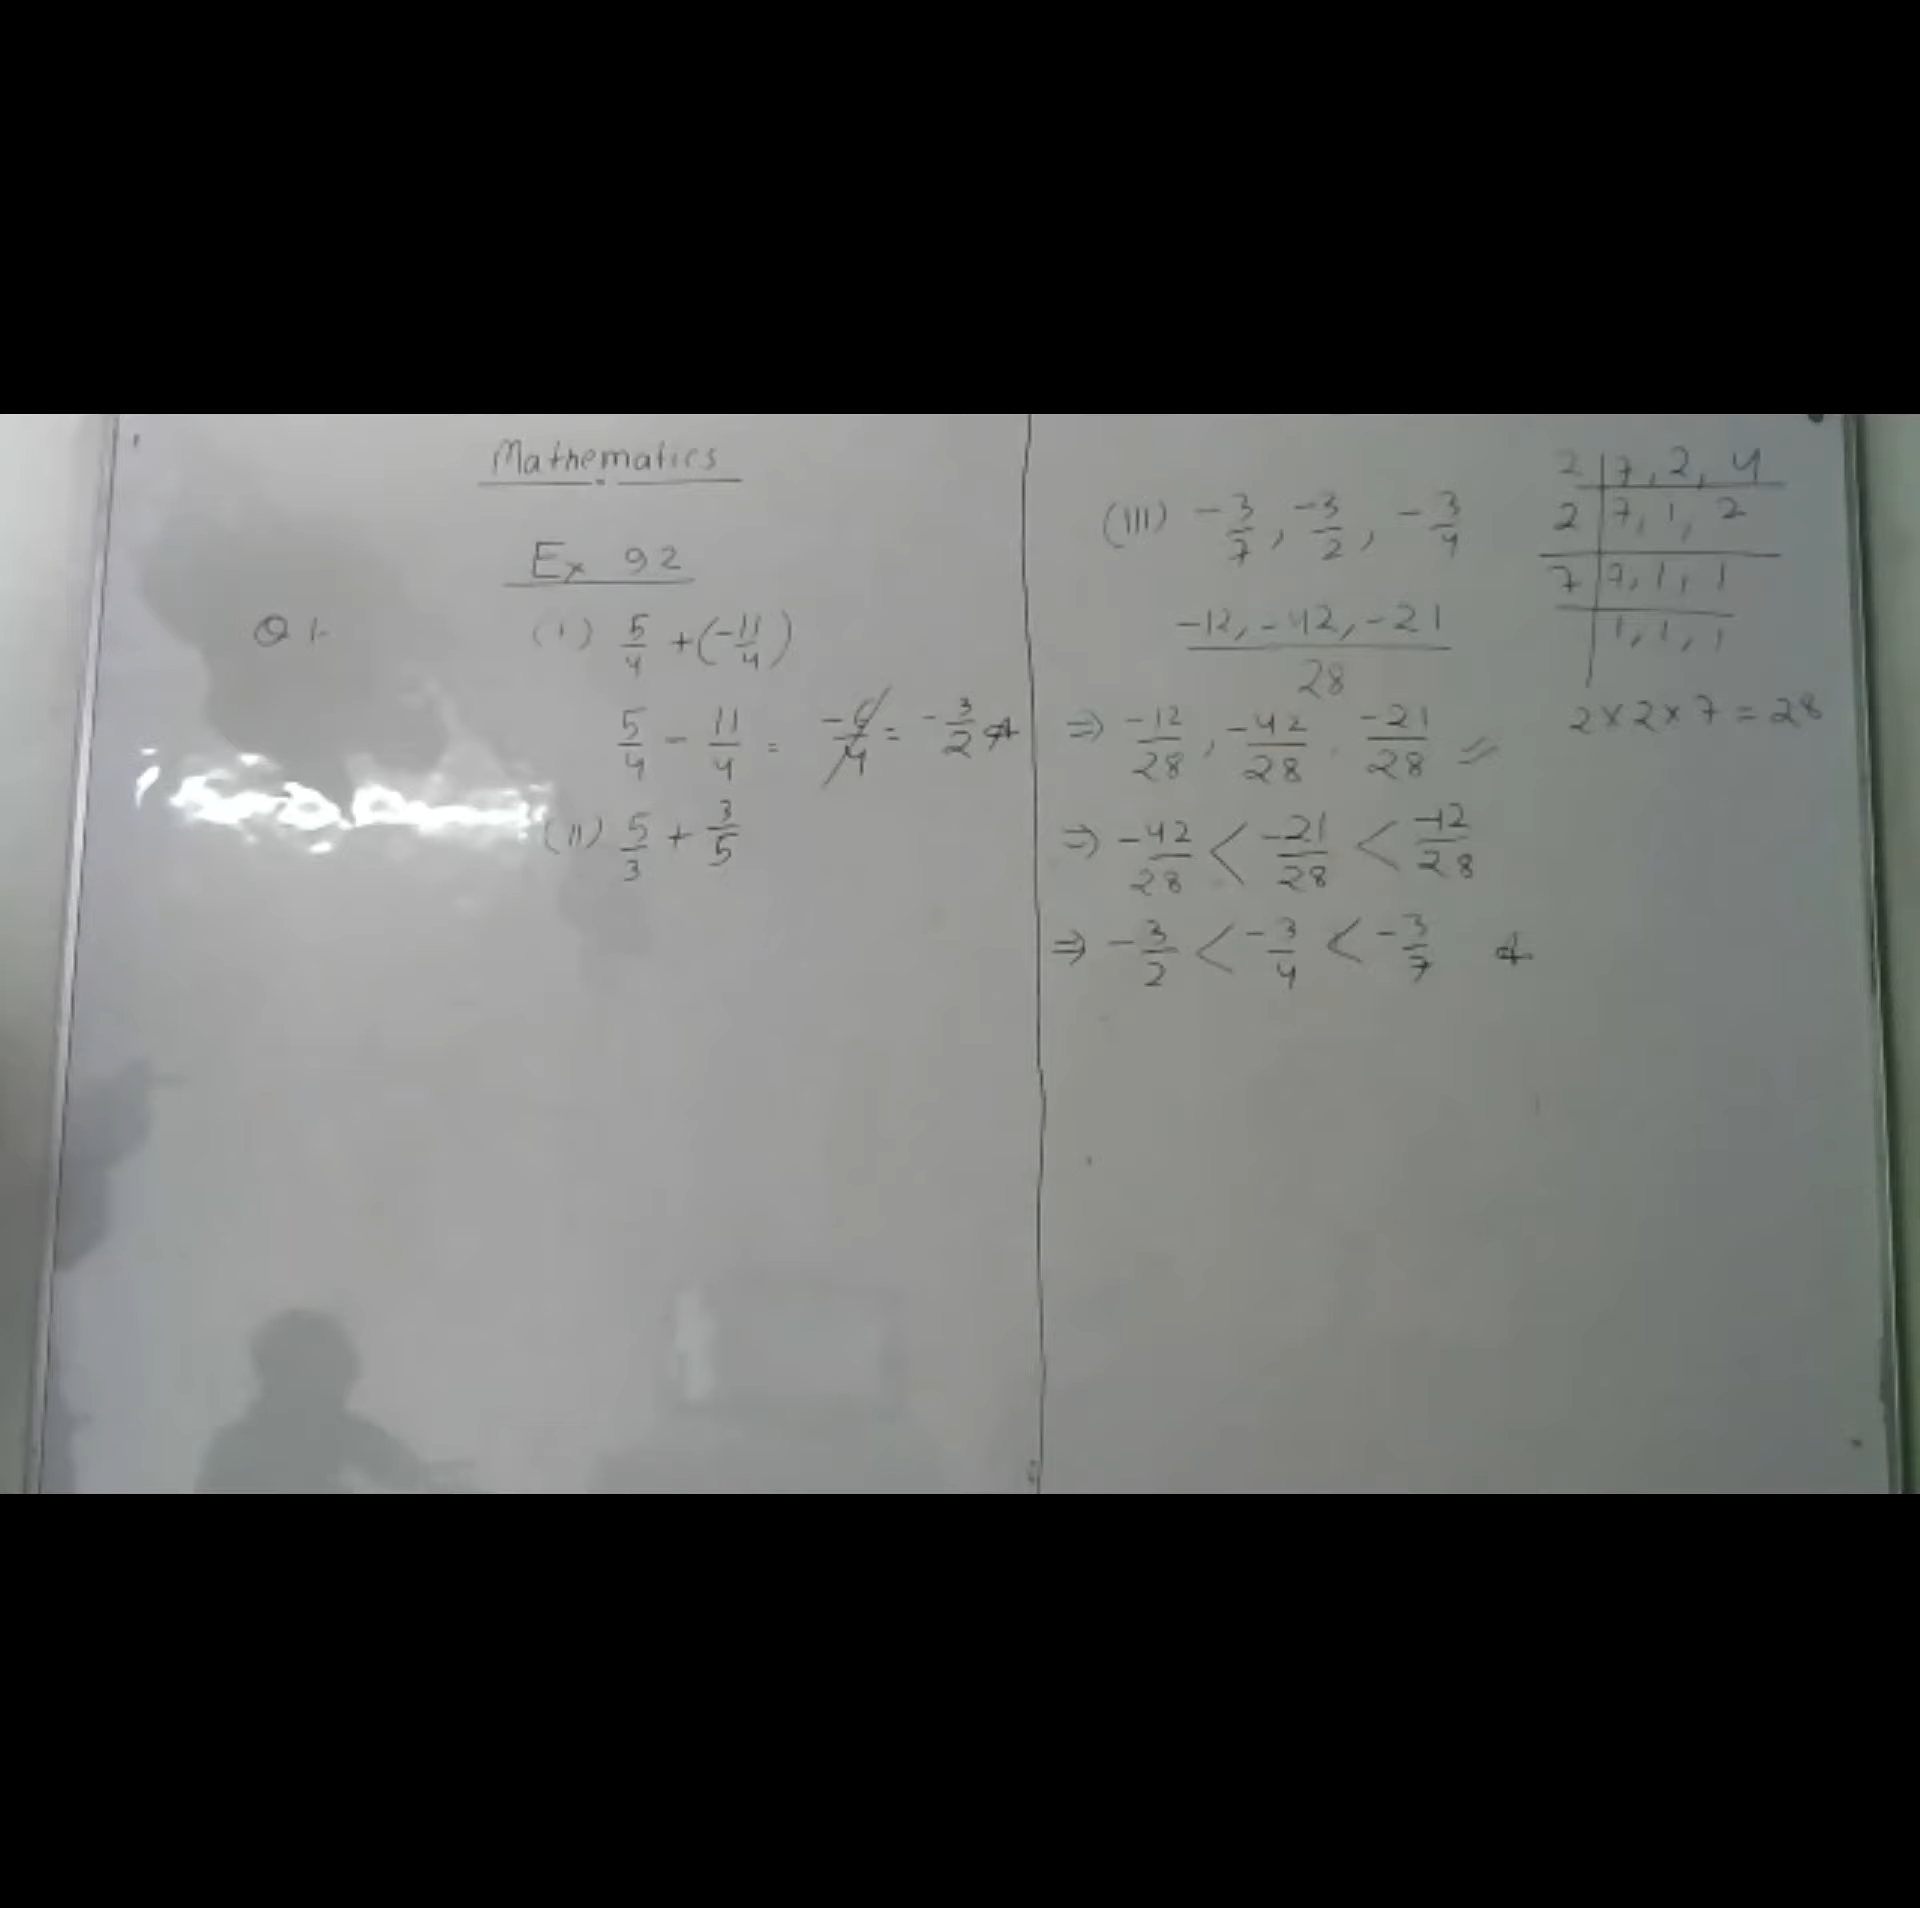 Mathematics
Ex 9 2
Q 1.
(i) 5/4 + (-11/4)
5/4 - 11/4 = -6/4 = -3/2
(ii) 5/3 + 3/5
(iii) -3/7, -3/2, -3/4
-12, -42, -21 / 28
⇒ -12/28, -42/28, -21/28
⇒ -42/28 < -21/28 < -12/28
⇒ -3/2 < -3/4 < -3/7
2 | 7, 2, 4
2 | 7, 1, 2
7 | 7, 1, 1
| 1, 1, 1
2 × 2 × 7 = 28